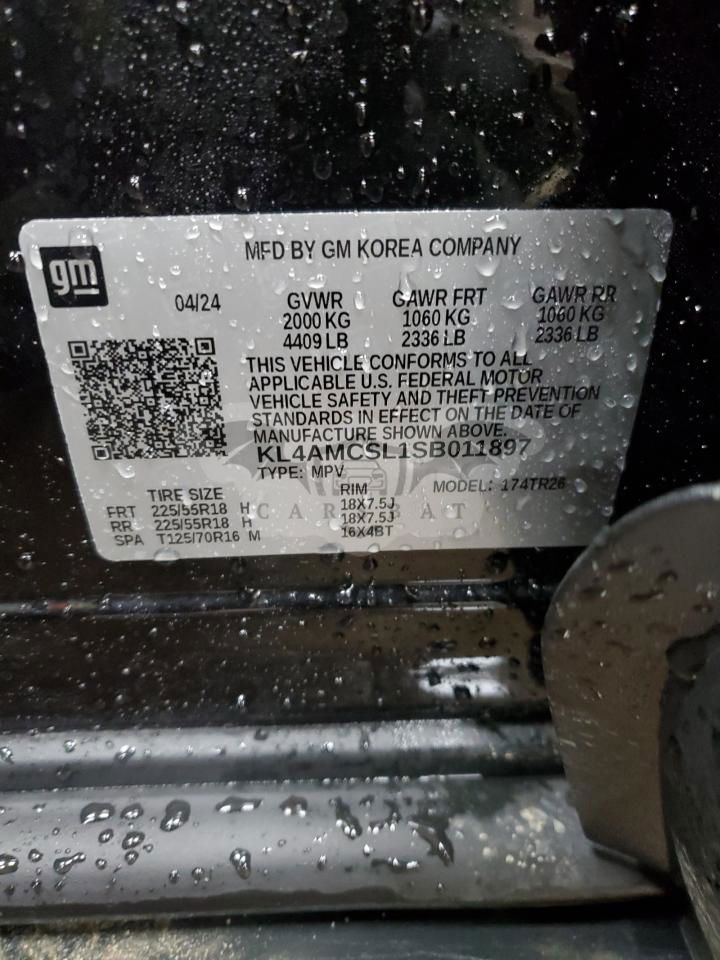 gm
MFD BY GM KOREA COMPANY
04/24
GVWR GAWR FRT GAWR RR
2000 KG 1060 KG 1060 KG
4409 LB 2336 LB 2336 LB
THIS VEHICLE CONFORMS TO ALL
APPLICABLE U.S. FEDERAL MOTOR
VEHICLE SAFETY AND THEFT PREVENTION
STANDARDS IN EFFECT ON THE DATE OF
MANUFACTURE SHOWN ABOVE.
KL4AMCSL1SB011897
TYPE: MPV
MODEL: 174TR26
TIRE SIZE RIM
FRT 225/55R18 H 18X7.5J
RR 225/55R18 H 18X7.5J
SPA T125/70R16 M 16X4BT